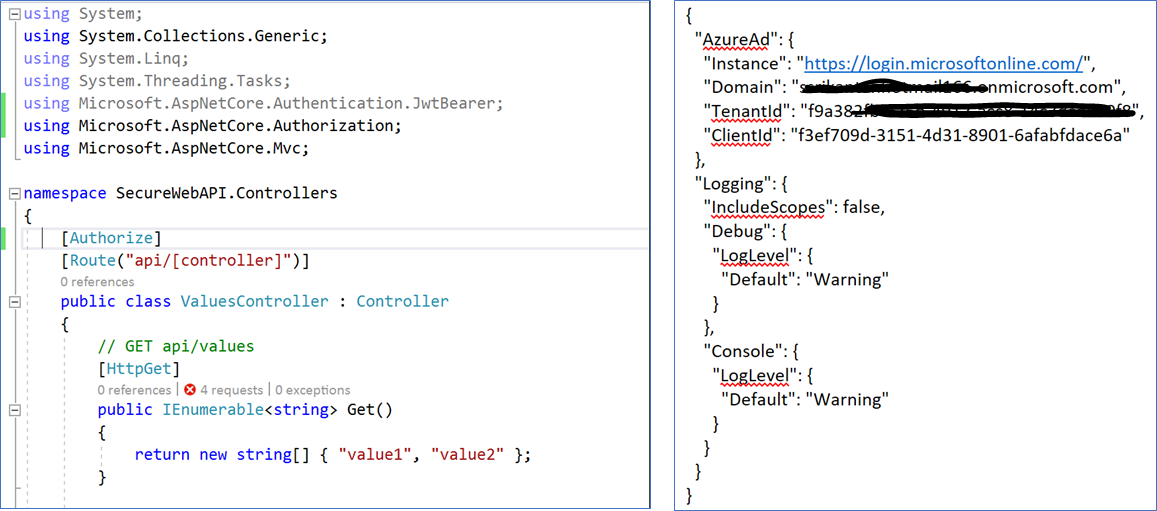 using System;
using System.Collections.Generic;
using System.Linq;
using System.Threading.Tasks;
using Microsoft.AspNetCore.Authentication.JwtBearer;
using Microsoft.AspNetCore.Authorization;
using Microsoft.AspNetCore.Mvc;
namespace SecureWebAPI.Controllers
{
[Authorize]
[Route("api/[controller]")]
0 references
public class ValuesController : Controller
{
// GET api/values
[HttpGet]
0 references | 4 requests | 0 exceptions
public IEnumerable<string> Get()
{
return new string[] { "value1", "value2" };
}
{
"AzureAd": {
"Instance": "https://login.microsoftonline.com/",
"Domain": "onmicrosoft.com",
"TenantId": "
"ClientId": "f3ef709d-3151-4d31-8901-6afabfdace6a"
},
"Logging": {
"IncludeScopes": false,
"Debug": {
"LogLevel": {
"Default": "Warning"
}
},
"Console": {
"LogLevel": {
"Default": "Warning"
}
}
}
}